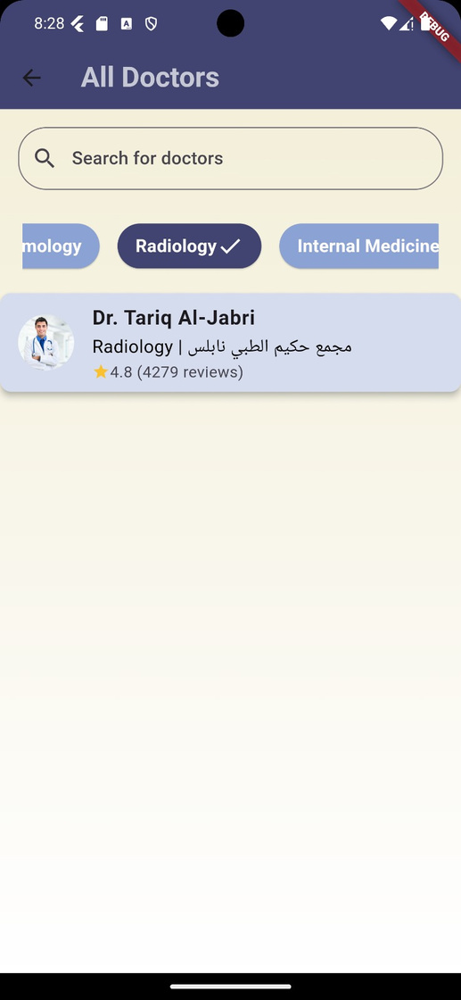 8:28
DEBUG
All Doctors
Search for doctors
mology
Radiology
Internal Medicine
Dr. Tariq Al-Jabri
Radiology | مجمع حكيم الطبي نابلس
4.8 (4279 reviews)